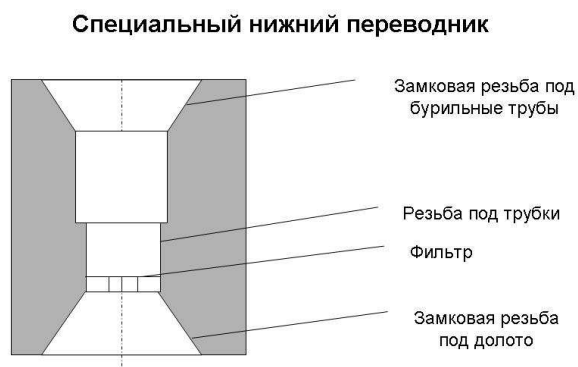 Специальный нижний переводник
Замковая резьба под
бурильные трубы
Резьба под трубки
Фильтр
Замковая резьба
под долото